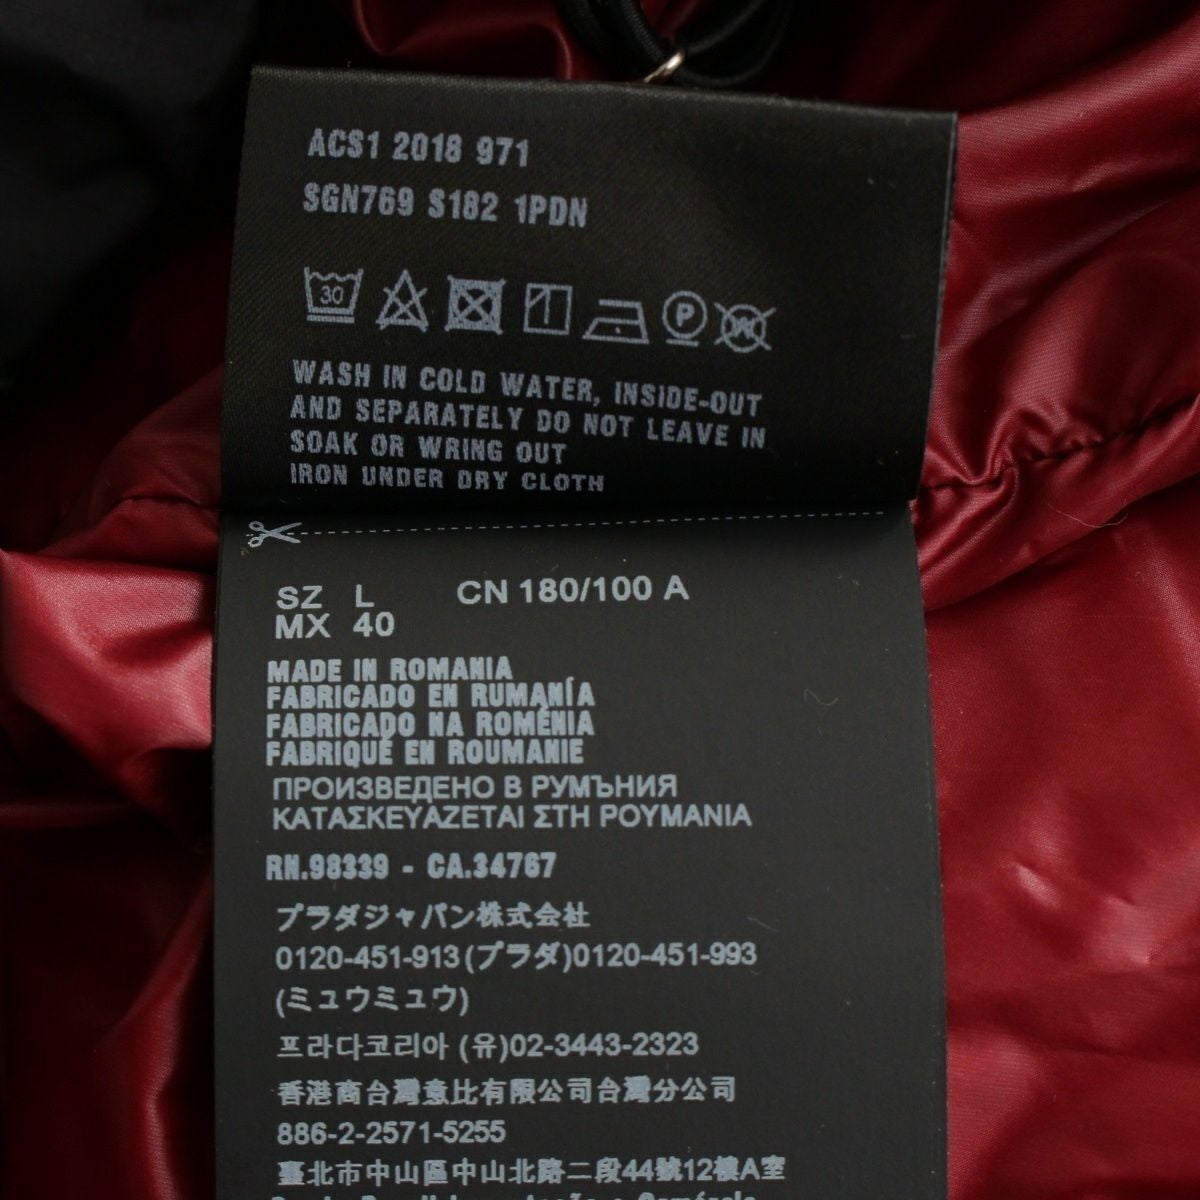 ACS1 2018 971
SGN769 S182 1PDN
30 P W
WASH IN COLD WATER, INSIDE-OUT
AND SEPARATELY DO NOT LEAVE IN
SOAK OR WRING OUT
IRON UNDER DRY CLOTH
SZ L CN 180/100 A
MX 40
MADE IN ROMANIA
FABRICADO EN RUMANÍA
FABRICADO NA ROMÉNIA
FABRIQUÉ EN ROUMANIE
ПРОИЗВЕДЕНО В РУМЪНИЯ
ΚΑΤΑΣΚΕΥΑΖΕΤΑΙ ΣΤΗ ΡΟΥΜΑΝΙΑ
RN.98339 - CA.34767
プラダジャパン株式会社
0120-451-913(プラダ)0120-451-993
(ミュウミュウ)
프라다코리아 (유)02-3443-2323
香港商台灣意比有限公司台灣分公司
886-2-2571-5255
臺北市中山區中山北路二段44號12樓A室